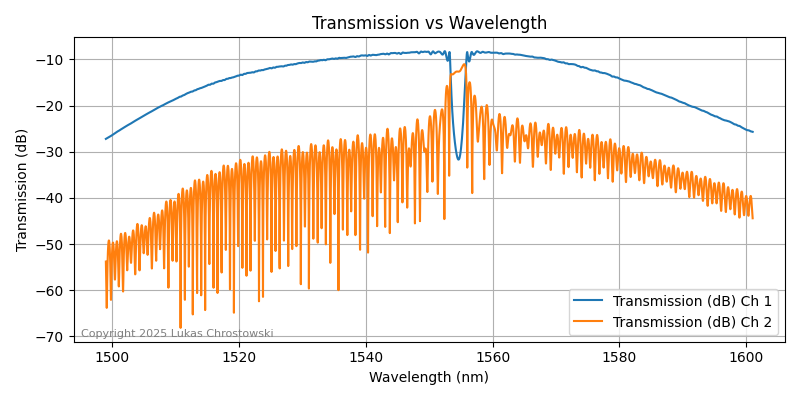 Transmission vs Wavelength
Transmission (dB)
−10
−20
−30
−40
−50
−60
−70
Transmission (dB) Ch 1
Transmission (dB) Ch 2
Copyright 2025 Lukas Chrostowski
1500
1520
1540
1560
1580
1600
Wavelength (nm)